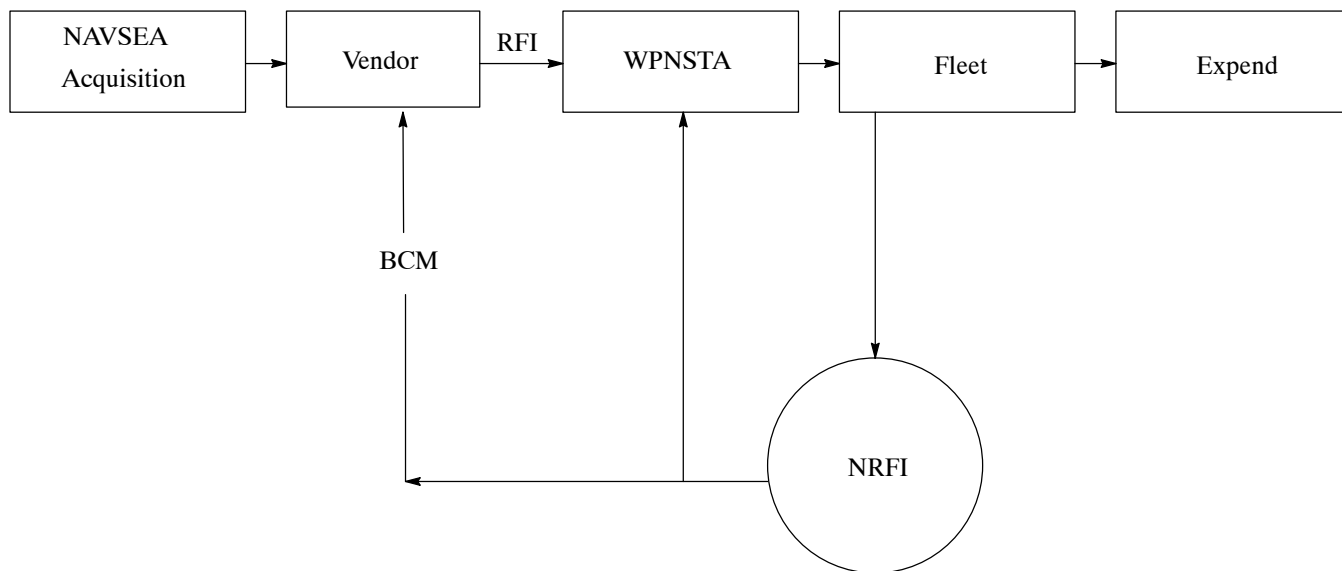 NAVSEA
Acquisition
Vendor
RFI
WPNSTA
Fleet
Expend
BCM
NRFI